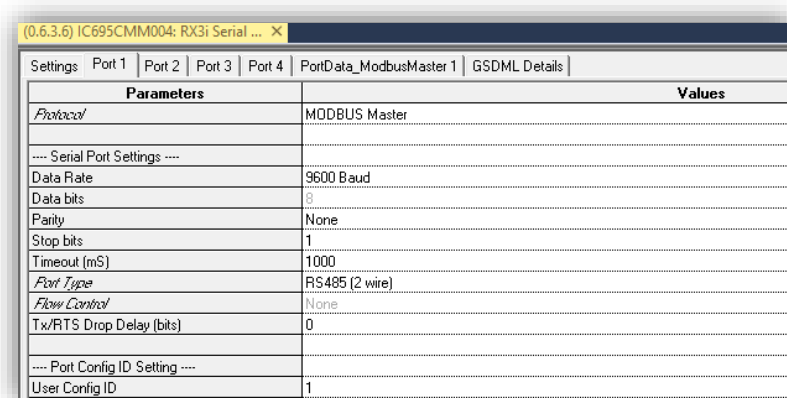 (0.6.3.6) IC695CMM004: RX3i Serial ... ✕
Settings Port 1 Port 2 Port 3 Port 4 PortData_ModbusMaster 1 GSDML Details
Parameters Values
Protocol MODBUS Master
---- Serial Port Settings ----
Data Rate 9600 Baud
Data bits 8
Parity None
Stop bits 1
Timeout (mS) 1000
Port Type RS485 (2 wire)
Flow Control None
Tx/RTS Drop Delay (bits) 0
---- Port Config ID Setting ----
User Config ID 1